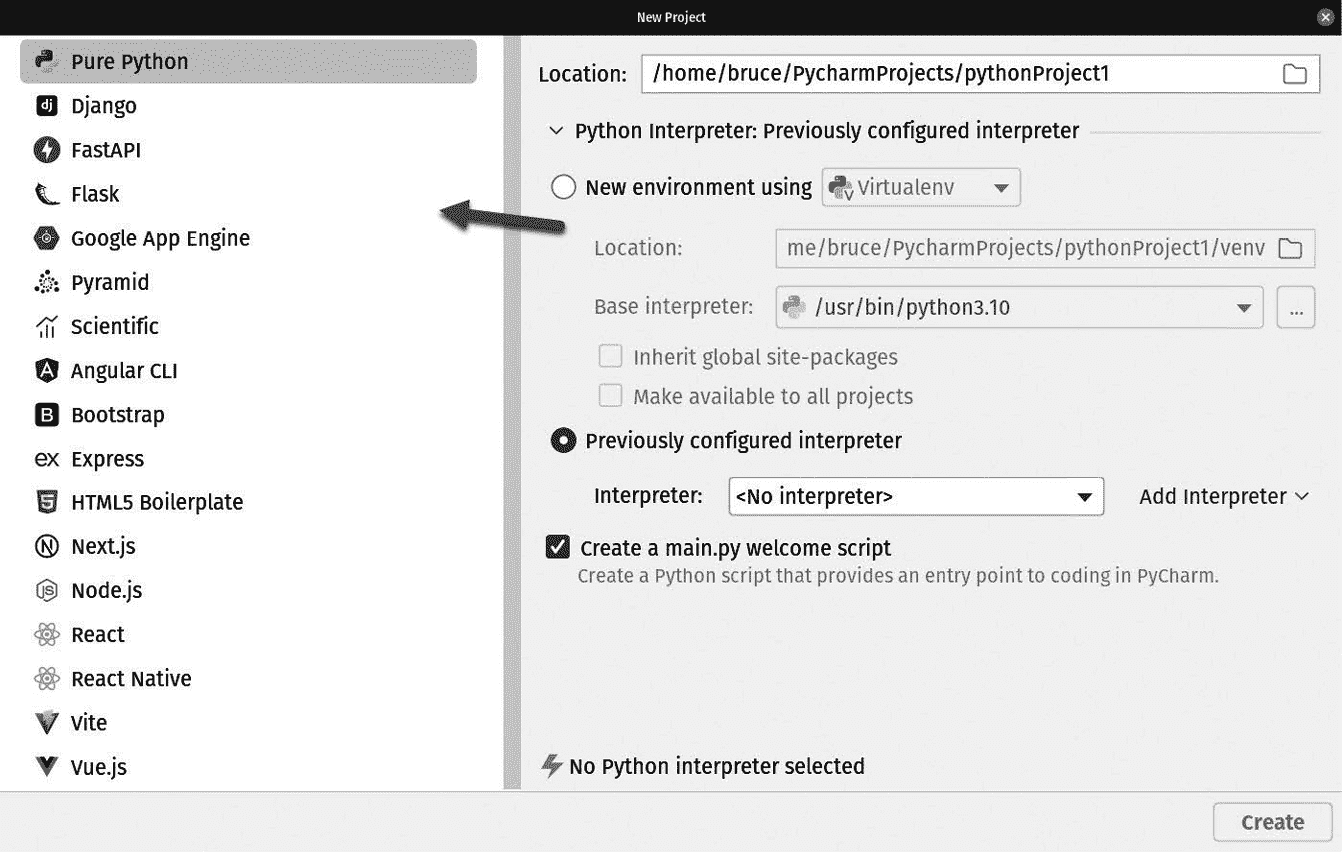 New Project
Pure Python
Django
FastAPI
Flask
Google App Engine
Pyramid
Scientific
Angular CLI
Bootstrap
Express
HTML5 Boilerplate
Next.js
Node.js
React
React Native
Vite
Vue.js
Location: /home/bruce/PycharmProjects/pythonProject1
Python Interpreter: Previously configured interpreter
New environment using Virtualenv
Location: me/bruce/PycharmProjects/pythonProject1/venv
Base interpreter: /usr/bin/python3.10 ...
Inherit global site-packages
Make available to all projects
Previously configured interpreter
Interpreter: <No interpreter> Add Interpreter
Create a main.py welcome script
Create a Python script that provides an entry point to coding in PyCharm.
No Python interpreter selected
Create